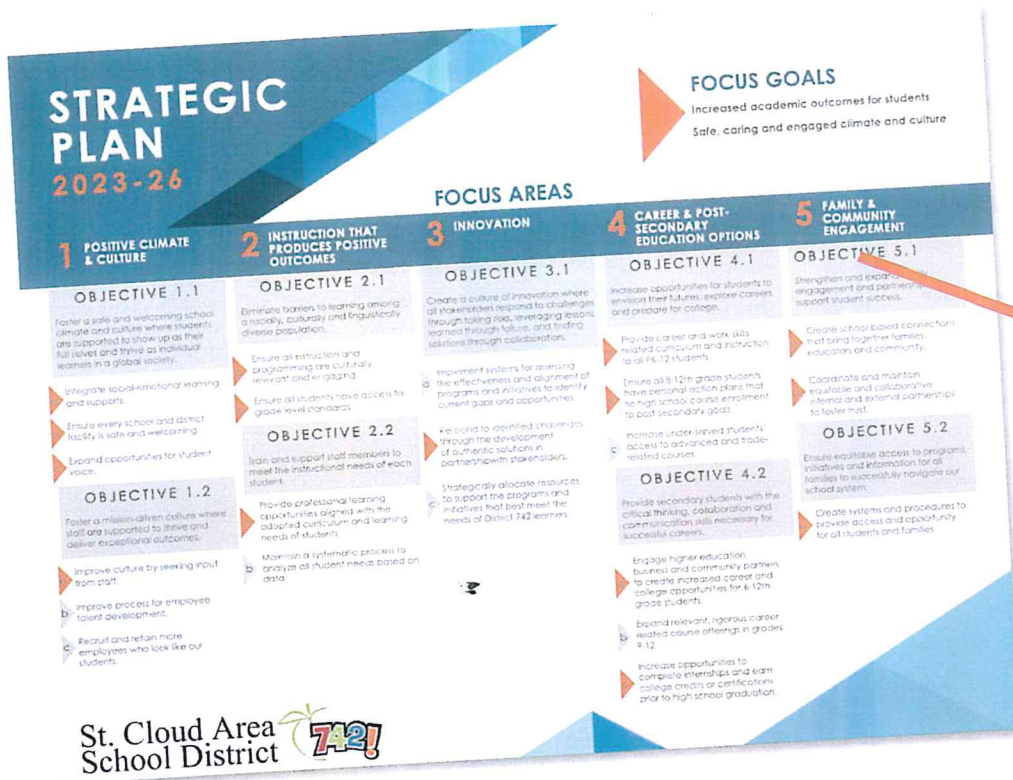 STRATEGIC
PLAN
2023-26
FOCUS GOALS
Increased academic outcomes for students
Safe, caring and engaged climate and culture
FOCUS AREAS
1 POSITIVE CLIMATE
& CULTURE
OBJECTIVE 1.1
Foster a safe and welcoming school
climate and culture where students
are supported to show up as their
full selves and thrive as individual
learners in a global society.
Integrate social-emotional learning
and supports.
Ensure every school and district
facility is safe and welcoming.
Expand opportunities for student
voice.
OBJECTIVE 1.2
Foster a mission-driven culture where
staff are supported to thrive and
deliver exceptional outcomes.
Improve culture by seeking input
from staff.
b Improve process for employee
talent development.
c Recruit and retain more
employees who look like our
students.
2 INSTRUCTION THAT
PRODUCES POSITIVE
OUTCOMES
OBJECTIVE 2.1
Eliminate barriers to learning among
a racially, culturally and linguistically
diverse population.
Ensure all instruction and
programming are culturally
relevant and engaging.
Ensure all students have access to
grade level standards.
OBJECTIVE 2.2
Train and support staff members to
meet the instructional needs of each
student.
Provide professional learning
opportunities aligned with the
adopted curriculum and learning
needs of students
b Maintain a systematic process to
analyze all student needs based on
data.
3 INNOVATION
OBJECTIVE 3.1
Create a culture of innovation where
all stakeholders respond to challenges
through taking risk, leveraging lessons
learned through failure, and finding
solutions through collaboration.
a Implement systems for assessing
the effectiveness and alignment of
programs and initiatives to identify
current gaps and opportunities
Respond to identified challenges
through the development
of authentic solutions in
partnershipwith stakeholders.
c Strategically allocate resources
to support the programs and
initiatives that best meet the
needs of District 742 learners
4 CAREER & POST-
SECONDARY
EDUCATION OPTIONS
OBJECTIVE 4.1
Increase opportunities for students to
envision their futures, explore careers
and prepare for college.
Provide career and work skills
related curriculum and instruction
to all PK-12 students.
Ensure all 8-12th grade students
have personal action plans that
tie high school course enrollment
to post secondary goals
c Increase under-served students'
access to advanced and trade-
related courses.
OBJECTIVE 4.2
Provide secondary students with the
critical thinking, collaboration and
communication skills necessary for
successful careers.
Engage higher education,
business and community partners
to create increased career and
college opportunities for 6-12th
grade students.
b Expand relevant, rigorous career
related course offerings in grades
9-12.
Increase opportunities to
complete internships and earn
college credits or certifications
prior to high school graduation.
5 FAMILY &
COMMUNITY
ENGAGEMENT
OBJECTIVE 5.1
Strengthen and expand
engagement and partnerships
support student success.
Create school-based connections
that bring together families,
educators and community.
Coordinate and maintain
equitable and collaborative
internal and external partnerships
to foster trust.
OBJECTIVE 5.2
Ensure equitable access to programs,
initiatives and information for all
families to successfully navigate our
school system.
Create systems and procedures to
provide access and opportunity
for all students and families
St. Cloud Area
School District
742!